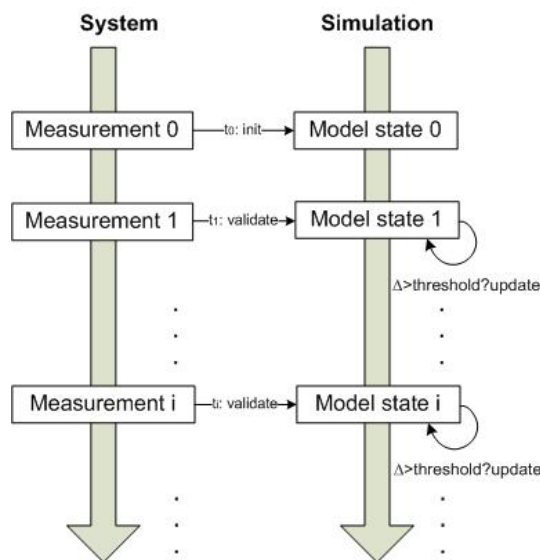 System Simulation
Measurement 0 t0: init Model state 0
Measurement 1 t1: validate Model state 1
Δ>threshold?update
. .
. .
. .
Measurement i ti: validate Model state i
Δ>threshold?update
. .
. .
. .